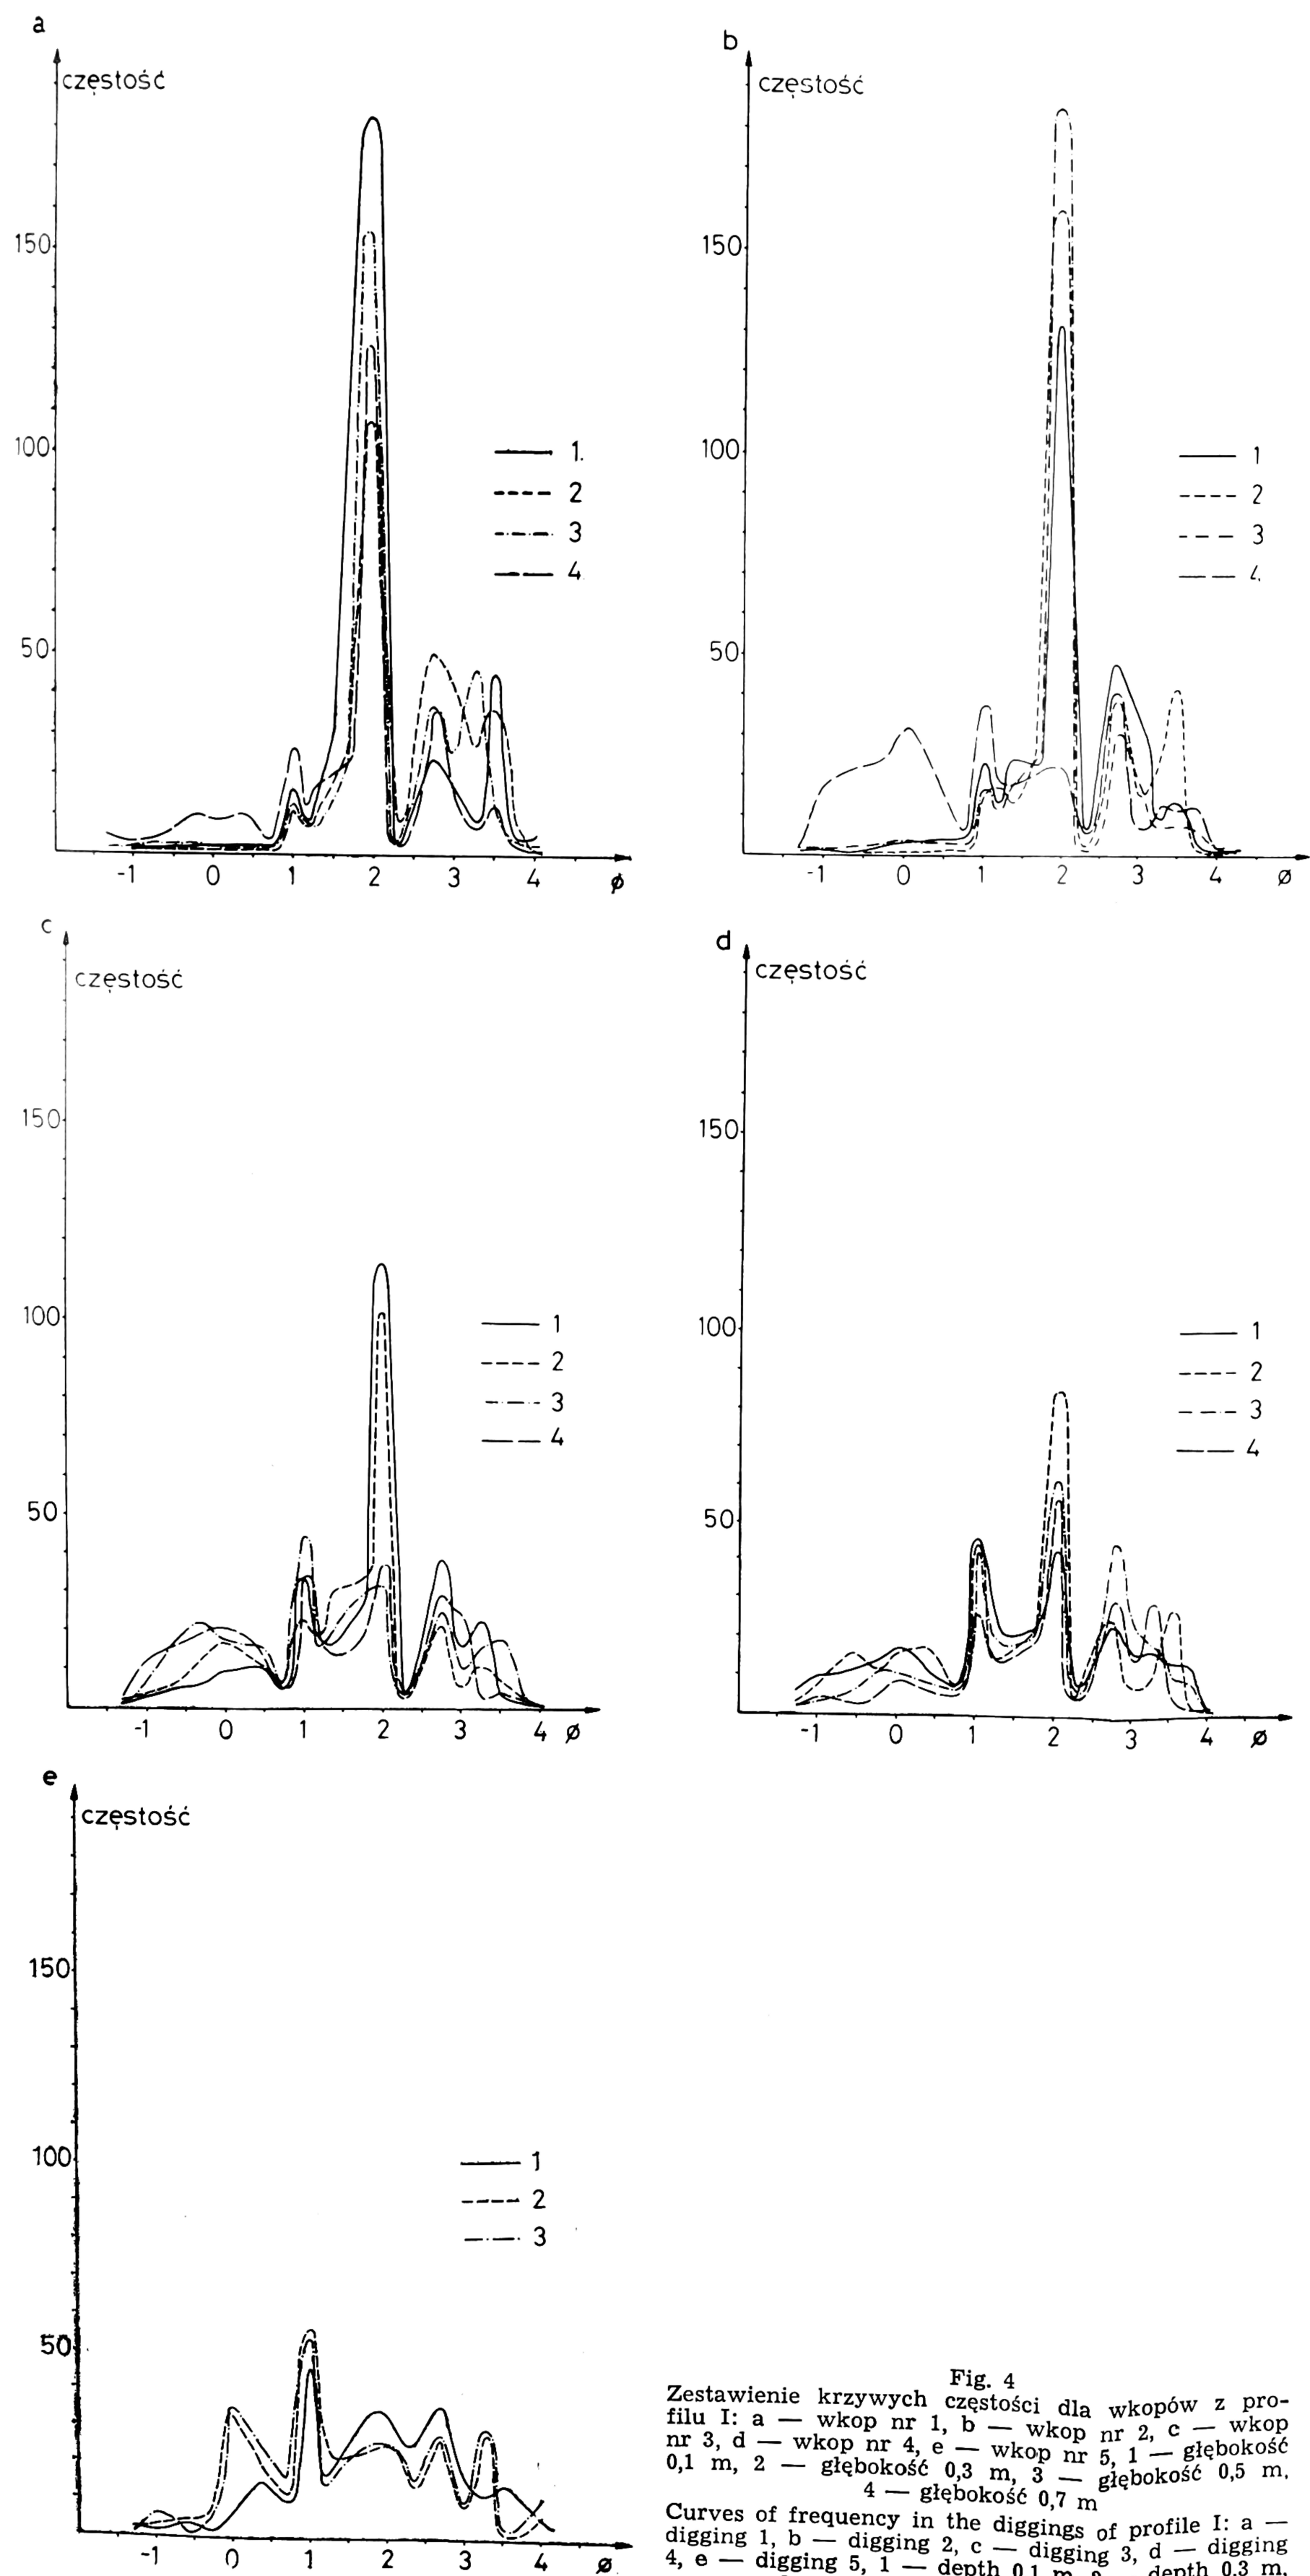 a
częstość
150
100
50
1.
2
3
4
-1 0 1 2 3 4 ø
b
częstość
150
100
50
1
2
3
4.
-1 0 1 2 3 4 ø
c
częstość
150
100
50
1
2
3
4
-1 0 1 2 3 4 ø
d
częstość
150
100
50
1
2
3
4
-1 0 1 2 3 4 ø
e
częstość
150
100
50
1
2
3
-1 0 1 2 3 4 ø
Fig. 4
Zestawienie krzywych częstości dla wkopów z pro-
filu I: a — wkop nr 1, b — wkop nr 2, c — wkop
nr 3, d — wkop nr 4, e — wkop nr 5, 1 — głębokość
0,1 m, 2 — głębokość 0,3 m, 3 — głębokość 0,5 m,
4 — głębokość 0,7 m
Curves of frequency in the diggings of profile I: a —
digging 1, b — digging 2, c — digging 3, d — digging
4, e — digging 5, 1 — depth 0,1 m, 2 — depth 0,3 m,